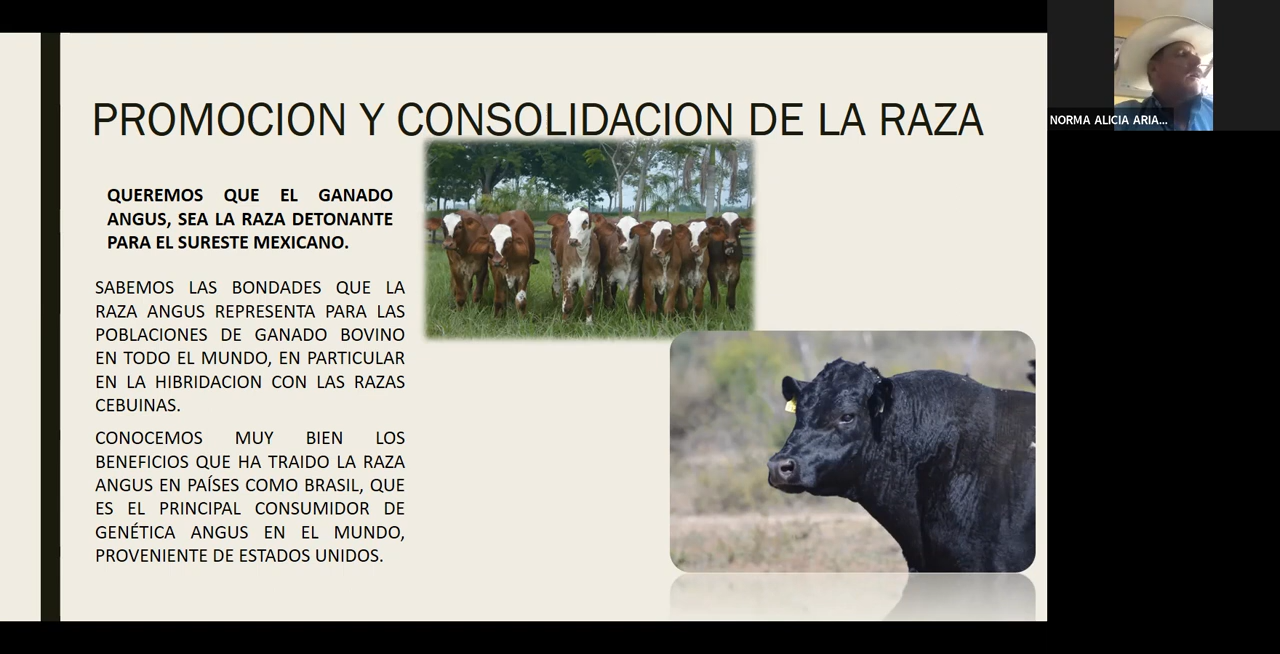 PROMOCION Y CONSOLIDACION DE LA RAZA
QUEREMOS QUE EL GANADO
ANGUS, SEA LA RAZA DETONANTE
PARA EL SURESTE MEXICANO.
SABEMOS LAS BONDADES QUE LA
RAZA ANGUS REPRESENTA PARA LAS
POBLACIONES DE GANADO BOVINO
EN TODO EL MUNDO, EN PARTICULAR
EN LA HIBRIDACION CON LAS RAZAS
CEBUINAS.
CONOCEMOS MUY BIEN LOS
BENEFICIOS QUE HA TRAIDO LA RAZA
ANGUS EN PAÍSES COMO BRASIL, QUE
ES EL PRINCIPAL CONSUMIDOR DE
GENÉTICA ANGUS EN EL MUNDO,
PROVENIENTE DE ESTADOS UNIDOS.
NORMA ALICIA ARIA...